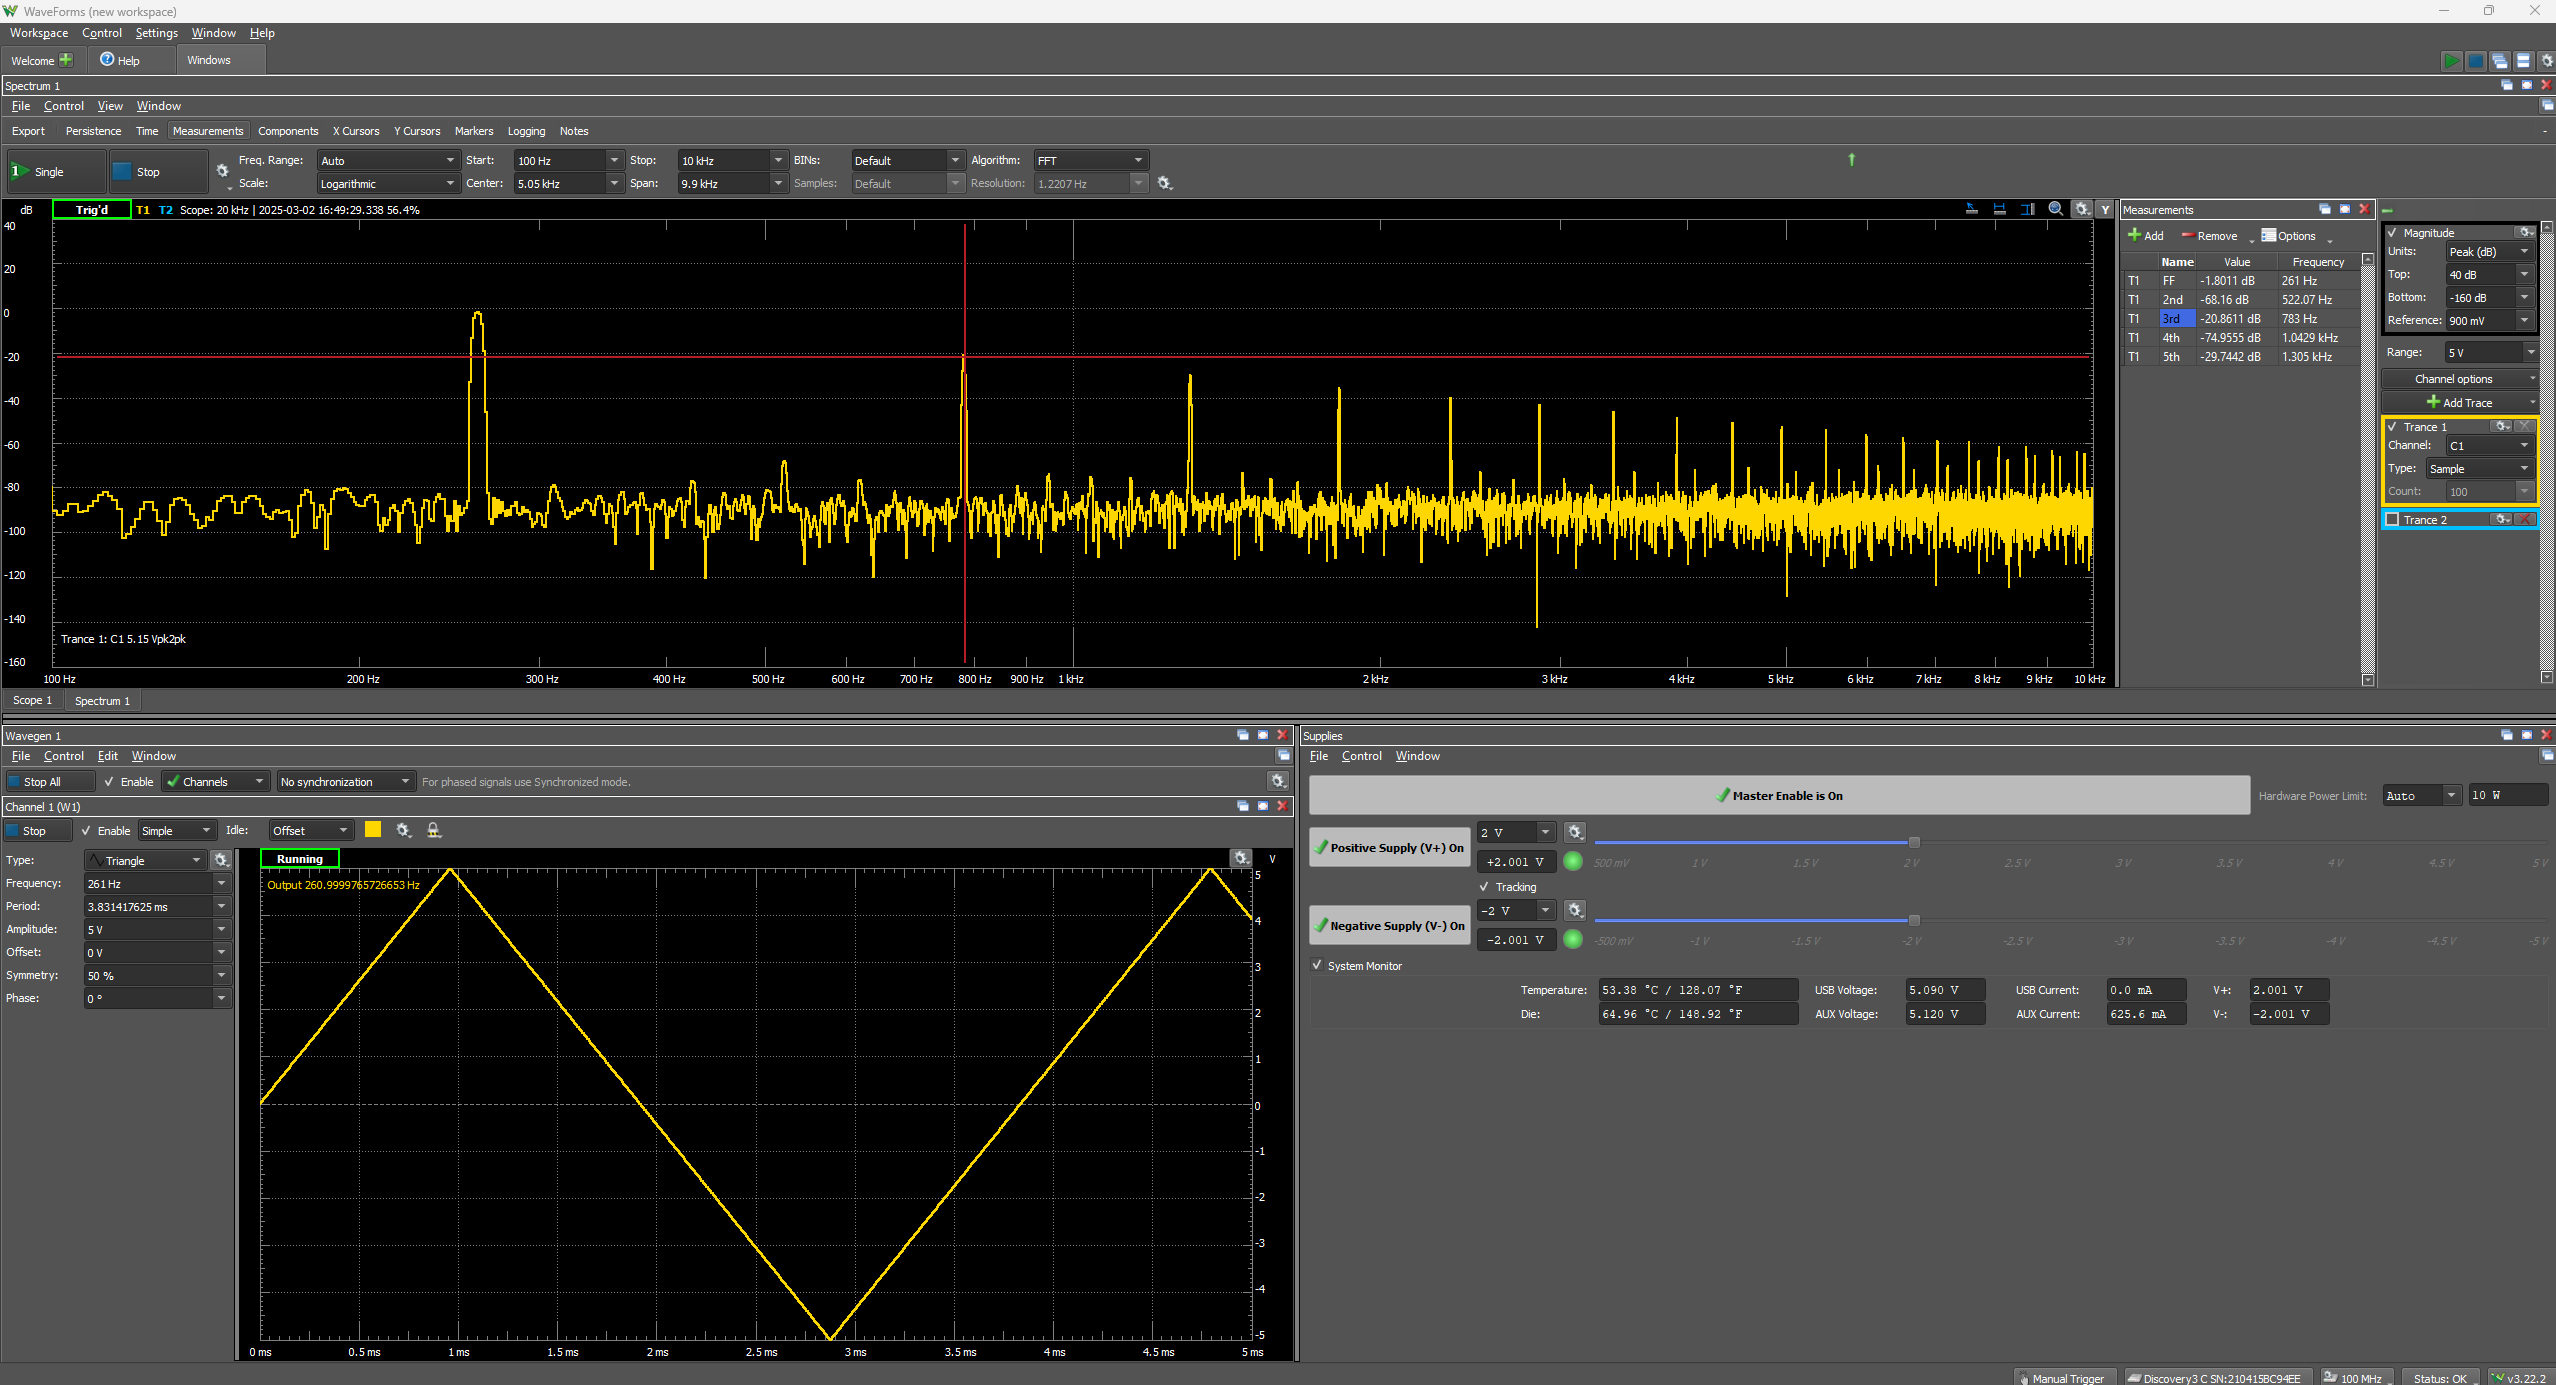 WaveForms (new workspace)
Workspace Control Settings Window Help
Welcome Help Windows
Spectrum 1
File Control View Window
Export Persistence Time Measurements Components X Cursors Y Cursors Markers Logging Notes
Single Stop Freq. Range: Auto Start: 100 Hz Stop: 10 kHz BINs: Default Algorithm: FFT
Scale: Logarithmic Center: 5.05 kHz Span: 9.9 kHz Samples: Default Resolution: 1.2207 Hz
dB Trig'd T1 T2 Scope: 20 kHz | 2025-03-02 16:49:29.338 56.4% Y
40
20
0
-20
-40
-60
-80
-100
-120
-140
-160
Trance 1: C1 5.15 Vpk2pk
100 Hz 200 Hz 300 Hz 400 Hz 500 Hz 600 Hz 700 Hz 800 Hz 900 Hz 1 kHz 2 kHz 3 kHz 4 kHz 5 kHz 6 kHz 7 kHz 8 kHz 9 kHz 10 kHz
Measurements
Add Remove Options
Name Value Frequency
T1 FF -1.8011 dB 261 Hz
T1 2nd -68.16 dB 522.07 Hz
T1 3rd -20.8611 dB 783 Hz
T1 4th -74.9555 dB 1.0429 kHz
T1 5th -29.7442 dB 1.305 kHz
Magnitude
Units: Peak (dB)
Top: 40 dB
Bottom: -160 dB
Reference: 900 mV
Range: 5 V
Channel options
Add Trace
Trance 1
Channel: C1
Type: Sample
Count: 100
Trance 2
Scope 1 Spectrum 1
Wavegen 1
File Control Edit Window
Stop All Enable Channels No synchronization For phased signals use Synchronized mode.
Channel 1 (W1)
Stop Enable Simple Idle: Offset
Type: Triangle
Frequency: 261 Hz
Period: 3.831417625 ms
Amplitude: 5 V
Offset: 0 V
Symmetry: 50 %
Phase: 0 °
Running V
Output 260.9999765726653 Hz
5
4
3
2
1
0
-1
-2
-3
-4
-5
0 ms 0.5 ms 1 ms 1.5 ms 2 ms 2.5 ms 3 ms 3.5 ms 4 ms 4.5 ms 5 ms
Supplies
File Control Window
Master Enable is On Hardware Power Limit: Auto 10 W
Positive Supply (V+) On 2 V
+2.001 V 500 mV 1 V 1.5 V 2 V 2.5 V 3 V 3.5 V 4 V 4.5 V 5 V
Tracking
Negative Supply (V-) On -2 V
-2.001 V -500 mV -1 V -1.5 V -2 V -2.5 V -3 V -3.5 V -4 V -4.5 V -5 V
System Monitor
Temperature: 53.38 °C / 128.07 °F USB Voltage: 5.090 V USB Current: 0.0 mA V+: 2.001 V
Die: 64.96 °C / 148.92 °F AUX Voltage: 5.120 V AUX Current: 625.6 mA V-: -2.001 V
Manual Trigger Discovery3 C SN:210415BC94EE 100 MHz Status: OK v3.22.2